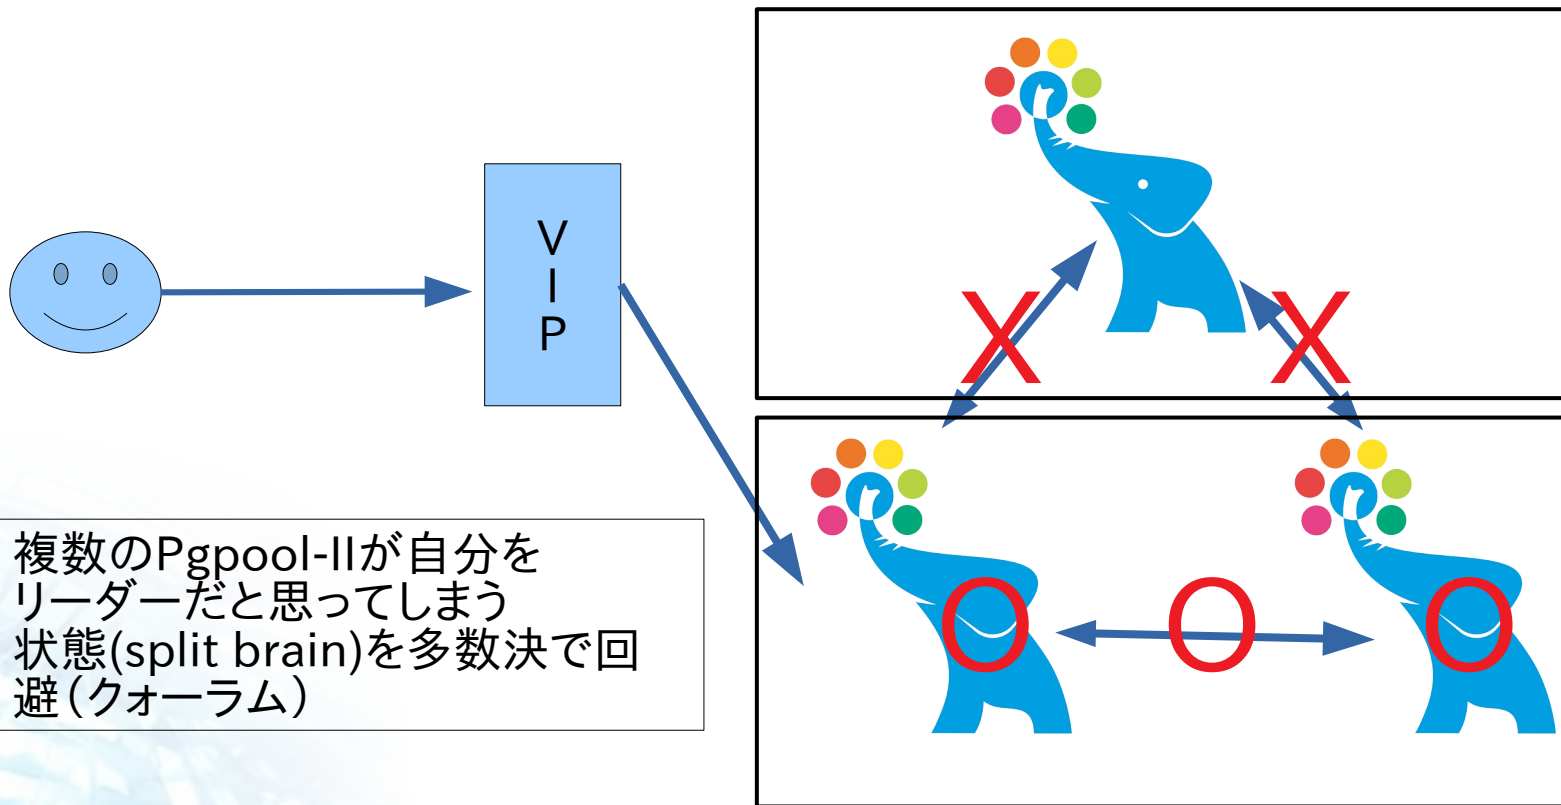 V
I
P
X X
複数のPgpool-IIが自分を
リーダーだと思ってしまう
状態(split brain)を多数決で回
避(クォーラム)
O O O